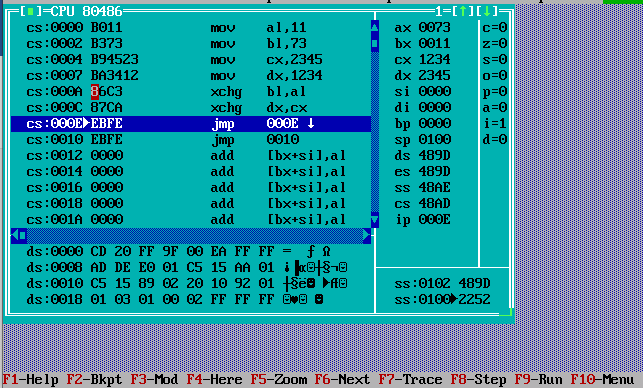 [■]=CPU 80486 1=[↑][↓]
cs:0000 B011 mov al,11 ax 0073 c=0
cs:0002 B373 mov bl,73 bx 0011 z=0
cs:0004 B94523 mov cx,2345 cx 1234 s=0
cs:0007 BA3412 mov dx,1234 dx 2345 o=0
cs:000A 86C3 xchg bl,al si 0000 p=0
cs:000C 87CA xchg dx,cx di 0000 a=0
cs:000E►EBFE jmp 000E ↓ bp 0000 i=1
cs:0010 EBFE jmp 0010 sp 0100 d=0
cs:0012 0000 add [bx+si],al ds 489D
cs:0014 0000 add [bx+si],al es 489D
cs:0016 0000 add [bx+si],al ss 48AE
cs:0018 0000 add [bx+si],al cs 48AD
cs:001A 0000 add [bx+si],al ip 000E
ds:0000 CD 20 FF 9F 00 EA FF FF = ƒ Ω
ds:0008 AD DE E0 01 C5 15 AA 01
ds:0010 C5 15 89 02 20 10 92 01 ss:0102 489D
ds:0018 01 03 01 00 02 FF FF FF ☺♥☺ ☻ ss:0100►2252
F1-Help F2-Bkpt F3-Mod F4-Here F5-Zoom F6-Next F7-Trace F8-Step F9-Run F10-Menu